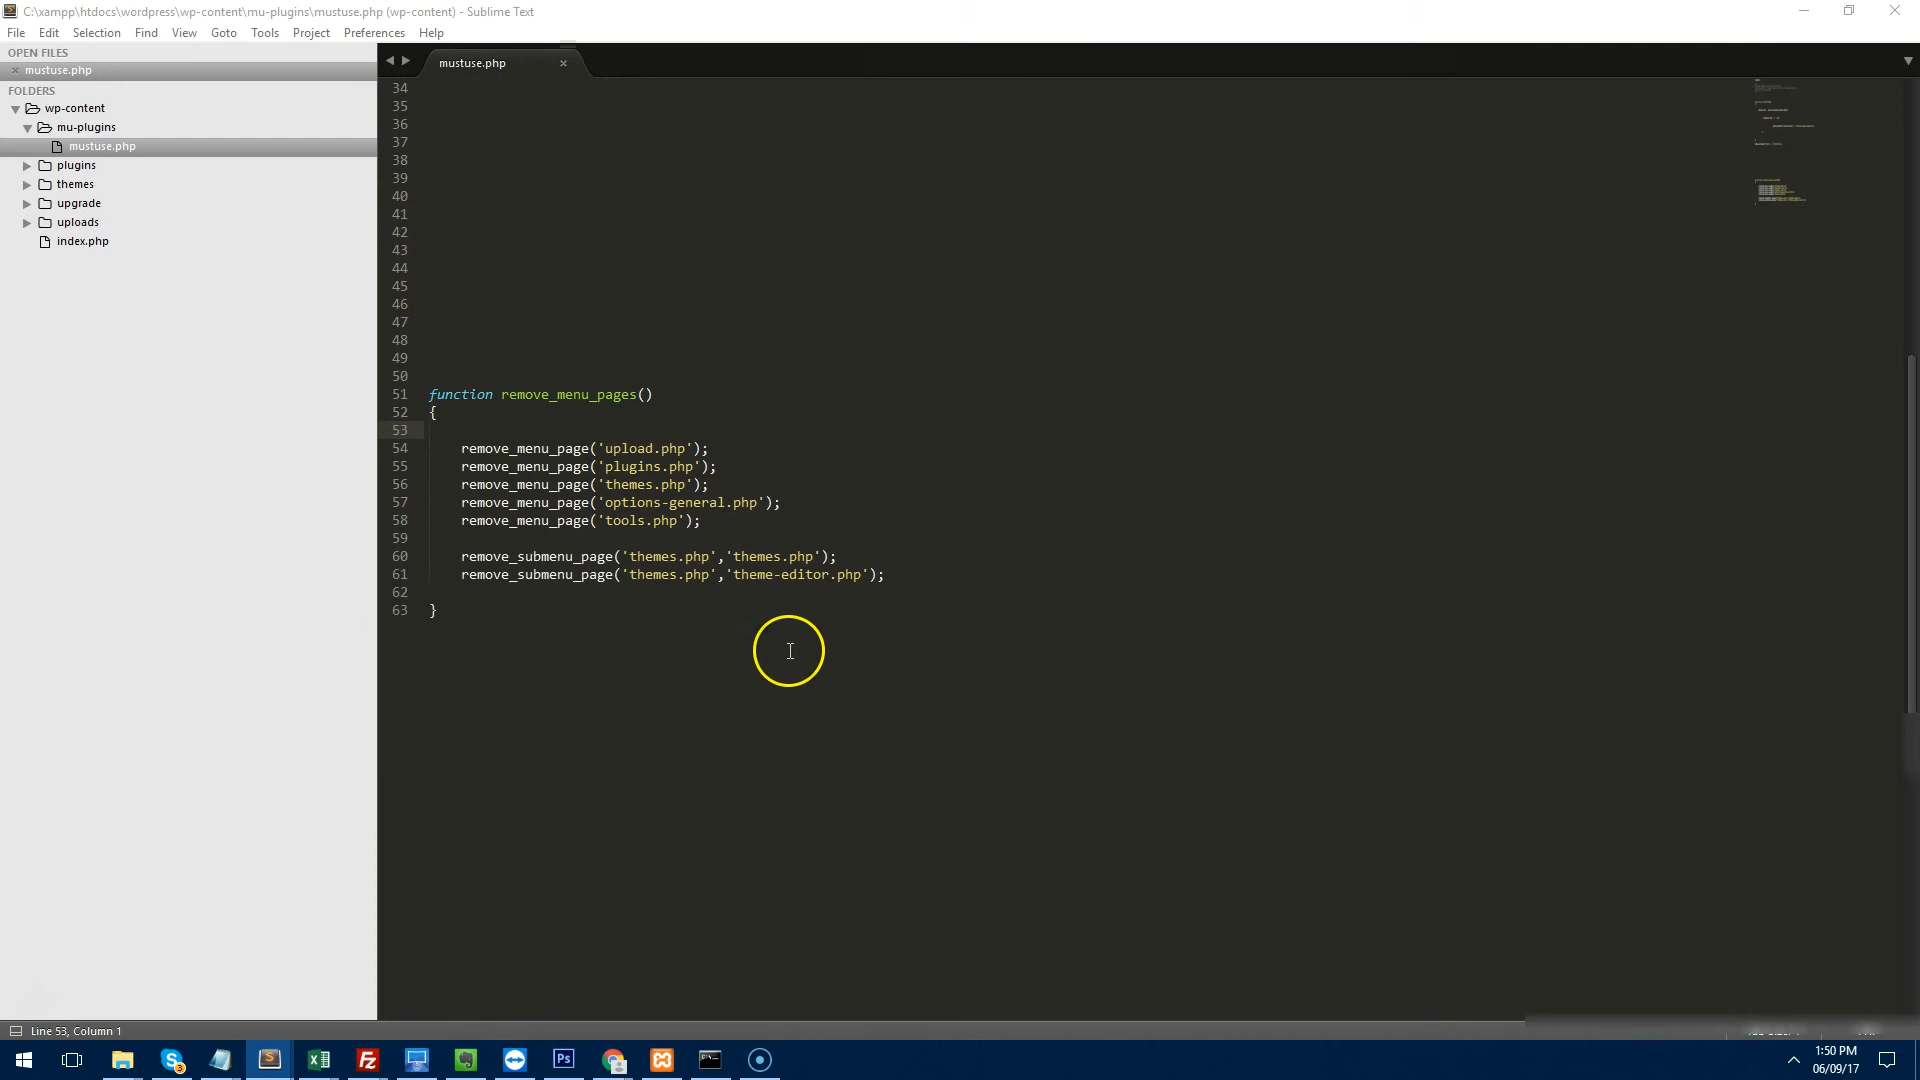 C:\xampp\htdocs\wordpress\wp-content\mu-plugins\mustuse.php (wp-content) - Sublime Text
File Edit Selection Find View Goto Tools Project Preferences Help
OPEN FILES
mustuse.php
FOLDERS
wp-content
mu-plugins
mustuse.php
plugins
themes
upgrade
uploads
index.php
mustuse.php
34
35
36
37
38
39
40
41
42
43
44
45
46
47
48
49
50
51 function remove_menu_pages()
52 {
53
54 remove_menu_page('upload.php');
55 remove_menu_page('plugins.php');
56 remove_menu_page('themes.php');
57 remove_menu_page('options-general.php');
58 remove_menu_page('tools.php');
59
60 remove_submenu_page('themes.php','themes.php');
61 remove_submenu_page('themes.php','theme-editor.php');
62
63 }
Line 53, Column 1
3
Ps
1:50 PM
06/09/17